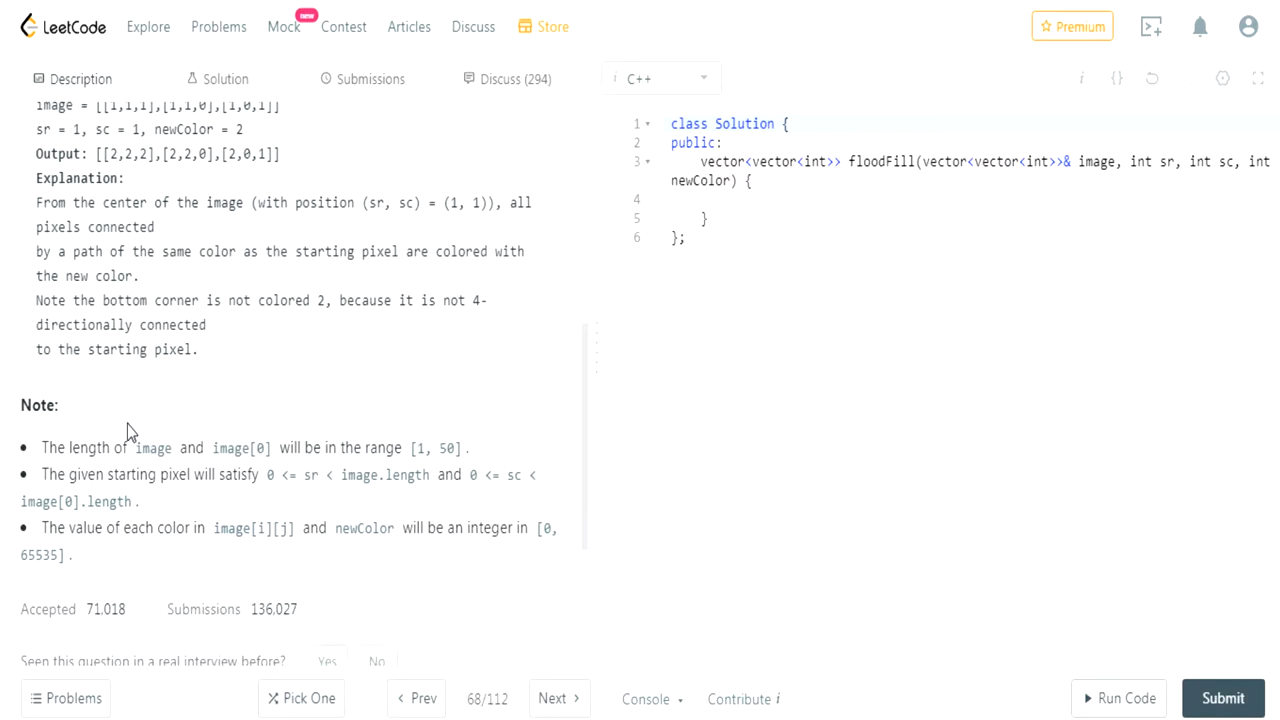 LeetCode Explore Problems Mock new Contest Articles Discuss Store Premium
Description Solution Submissions Discuss (294)
image = [[1,1,1],[1,1,0],[1,0,1]]
sr = 1, sc = 1, newColor = 2
Output: [[2,2,2],[2,2,0],[2,0,1]]
Explanation:
From the center of the image (with position (sr, sc) = (1, 1)), all
pixels connected
by a path of the same color as the starting pixel are colored with
the new color.
Note the bottom corner is not colored 2, because it is not 4-
directionally connected
to the starting pixel.
Note:
The length of image and image[0] will be in the range [1, 50].
The given starting pixel will satisfy 0 <= sr < image.length and 0 <= sc <
image[0].length.
The value of each color in image[i][j] and newColor will be an integer in [0,
65535].
Accepted 71,018 Submissions 136,027
Seen this question in a real interview before? Yes No
Problems Pick One < Prev 68/112 Next >
i C++
i {}
1 class Solution {
2 public:
3 vector<vector<int>> floodFill(vector<vector<int>>& image, int sr, int sc, int
newColor) {
4
5 }
6 };
Console Contribute i Run Code Submit